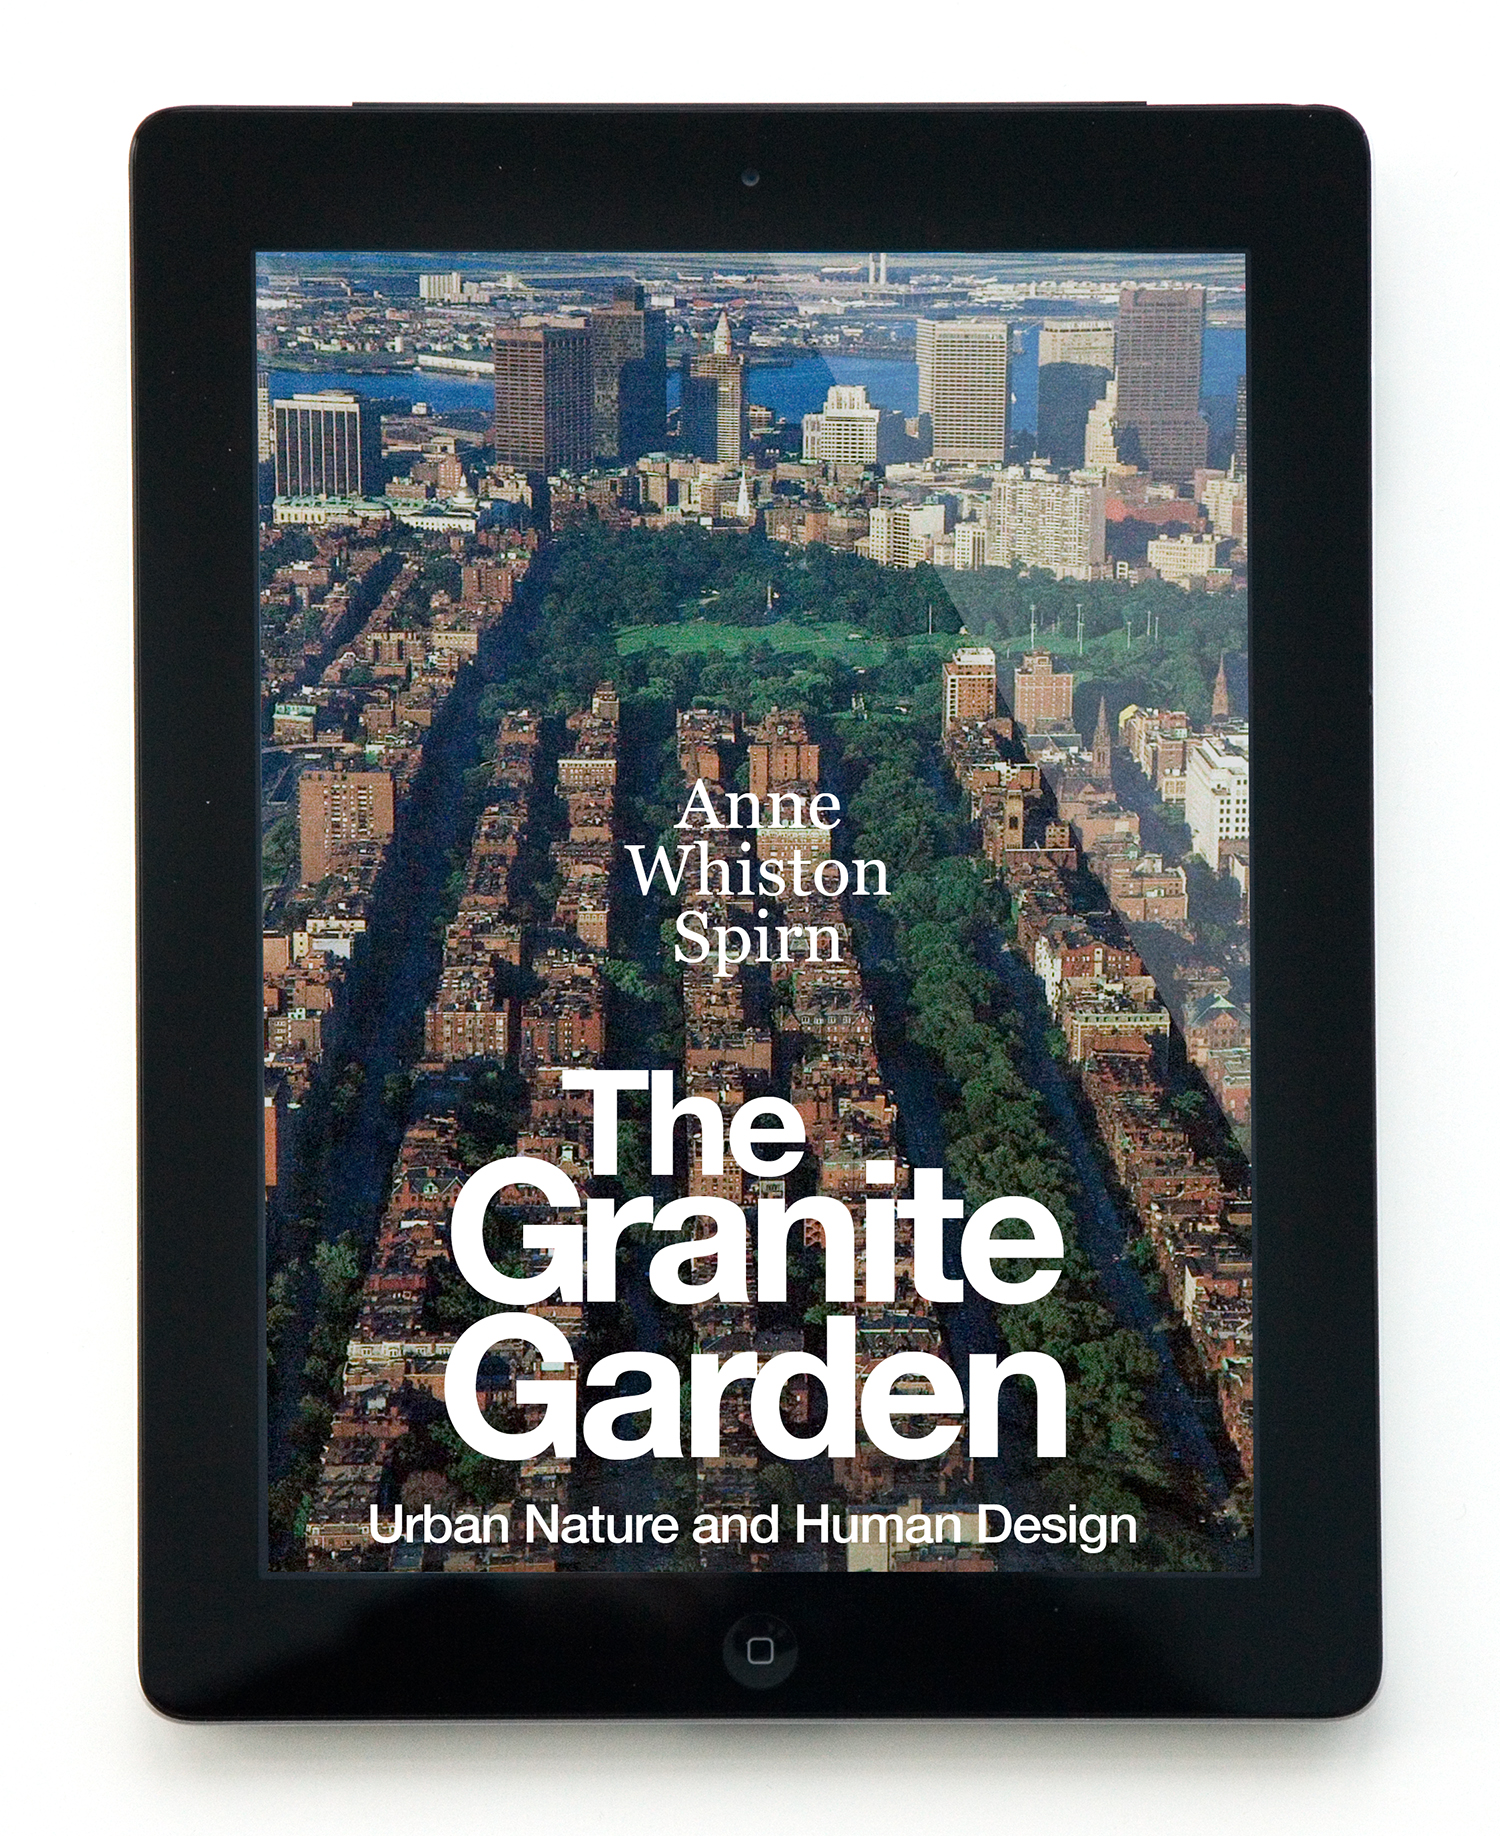 Anne
Whiston
Spirn
The
Granite
Garden
Urban Nature and Human Design